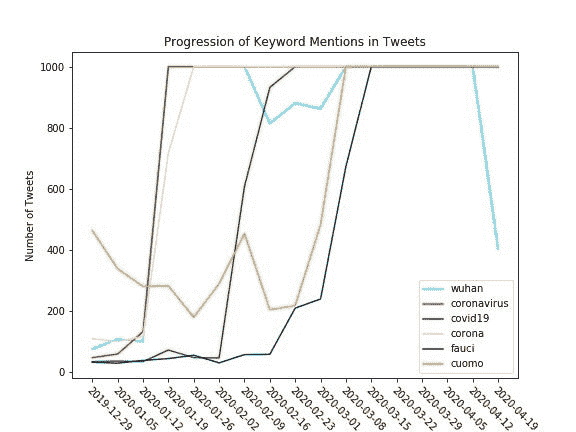 Progression of Keyword Mentions in Tweets
Number of Tweets
1000
800
600
400
200
0
wuhan
coronavirus
covid19
corona
fauci
cuomo
2019-12-29
2020-01-05
2020-01-12
2020-01-19
2020-01-26
2020-02-02
2020-02-09
2020-02-16
2020-02-23
2020-03-01
2020-03-08
2020-03-15
2020-03-22
2020-03-29
2020-04-05
2020-04-12
2020-04-19